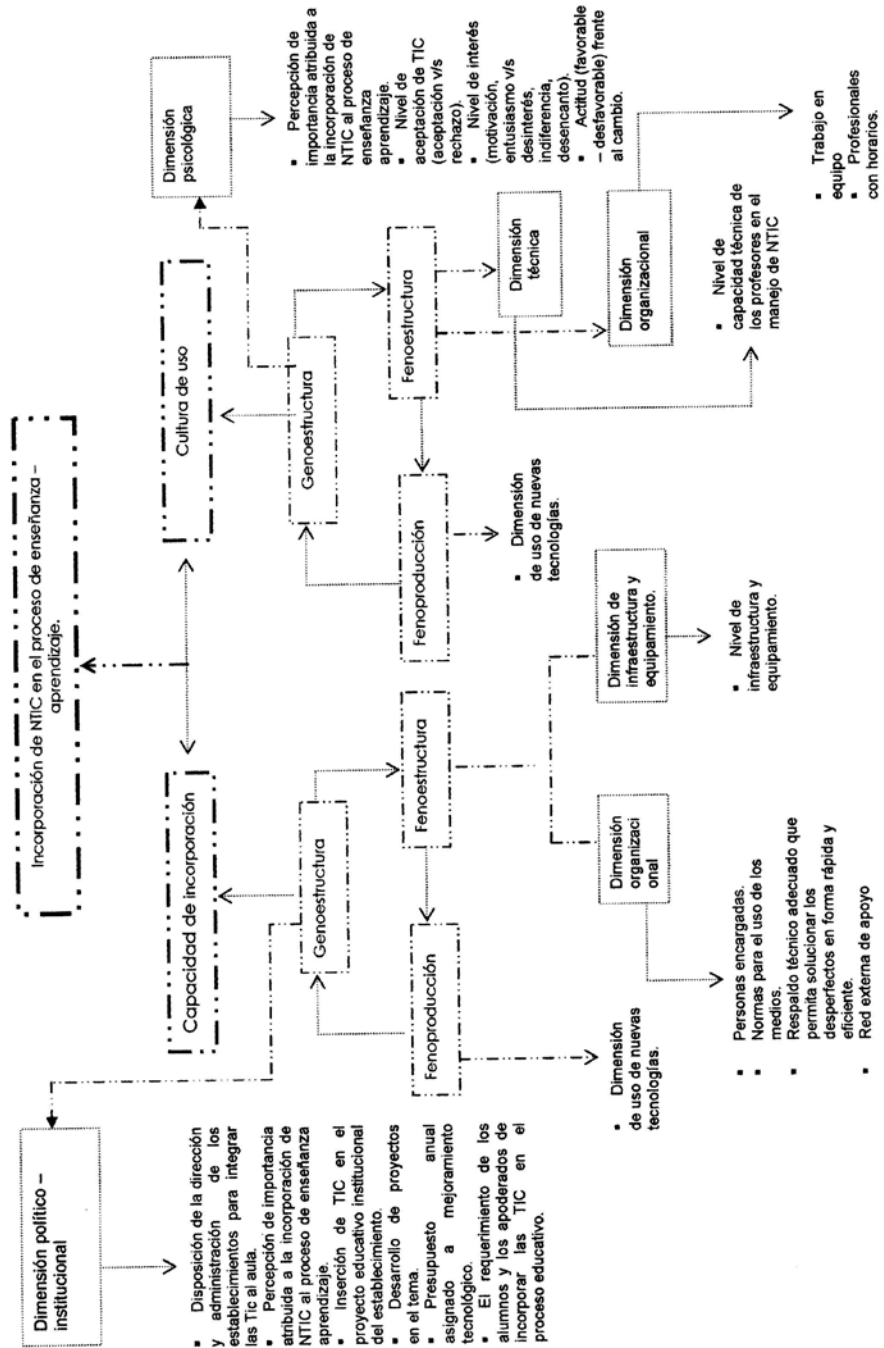 Incorporación de NTIC en el proceso de enseñanza –
aprendizaje.
Dimensión político –
institucional
Capacidad de incorporación
Cultura de uso
Dimensión
psicológica
▪ Disposición de la dirección
y administración de los
establecimientos para integrar
las Tic al aula.
▪ Percepción de importancia
atribuida a la incorporación de
NTIC al proceso de enseñanza
aprendizaje.
▪ Inserción de TIC en el
proyecto educativo institucional
del establecimiento.
▪ Desarrollo de proyectos
en el tema.
▪ Presupuesto anual
asignado a mejoramiento
tecnológico.
▪ El requerimiento de los
alumnos y los apoderados de
incorporar las TIC en el
proceso educativo.
Genoestructura
Fenoproducción
Fenoestructura
▪ Dimensión
de uso de nuevas
tecnologías.
Dimensión
organizaci
onal
Dimensión de
infraestructura y
equipamiento.
▪ Personas encargadas.
▪ Normas para el uso de los
medios.
▪ Respaldo técnico adecuado que
permita solucionar los
desperfectos en forma rápida y
eficiente.
▪ Red externa de apoyo
▪ Nivel de
infraestructura y
equipamiento.
Genoestructura
Fenoproducción
Fenoestructura
▪ Dimensión
de uso de nuevas
tecnologías.
▪ Percepción de
importancia atribuida a
la incorporación de
NTIC al proceso de
enseñanza
aprendizaje.
▪ Nivel de
aceptación de TIC
(aceptación v/s
rechazo).
▪ Nivel de interés
(motivación,
entusiasmo v/s
desinterés,
indiferencia,
desencanto).
▪ Actitud (favorable
– desfavorable) frente
al cambio.
Dimensión
técnica
Dimensión
organizacional
▪ Nivel de
capacidad técnica de
los profesores en el
manejo de NTIC
▪ Trabajo en
equipo
▪ Profesionales
con horarios.